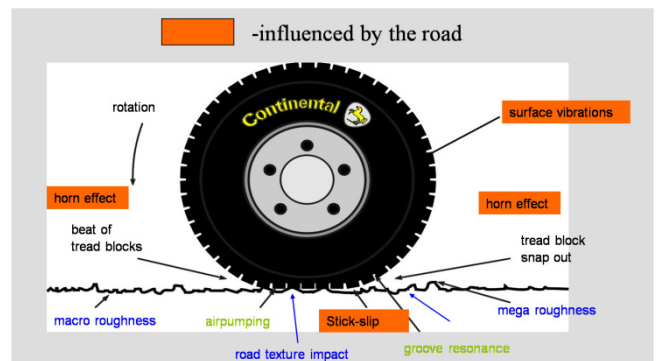 -influenced by the road
Continental
rotation
surface vibrations
horn effect
horn effect
beat of
tread blocks
tread block
snap out
macro roughness
airpumping
Stick-slip
mega roughness
road texture impact
groove resonance